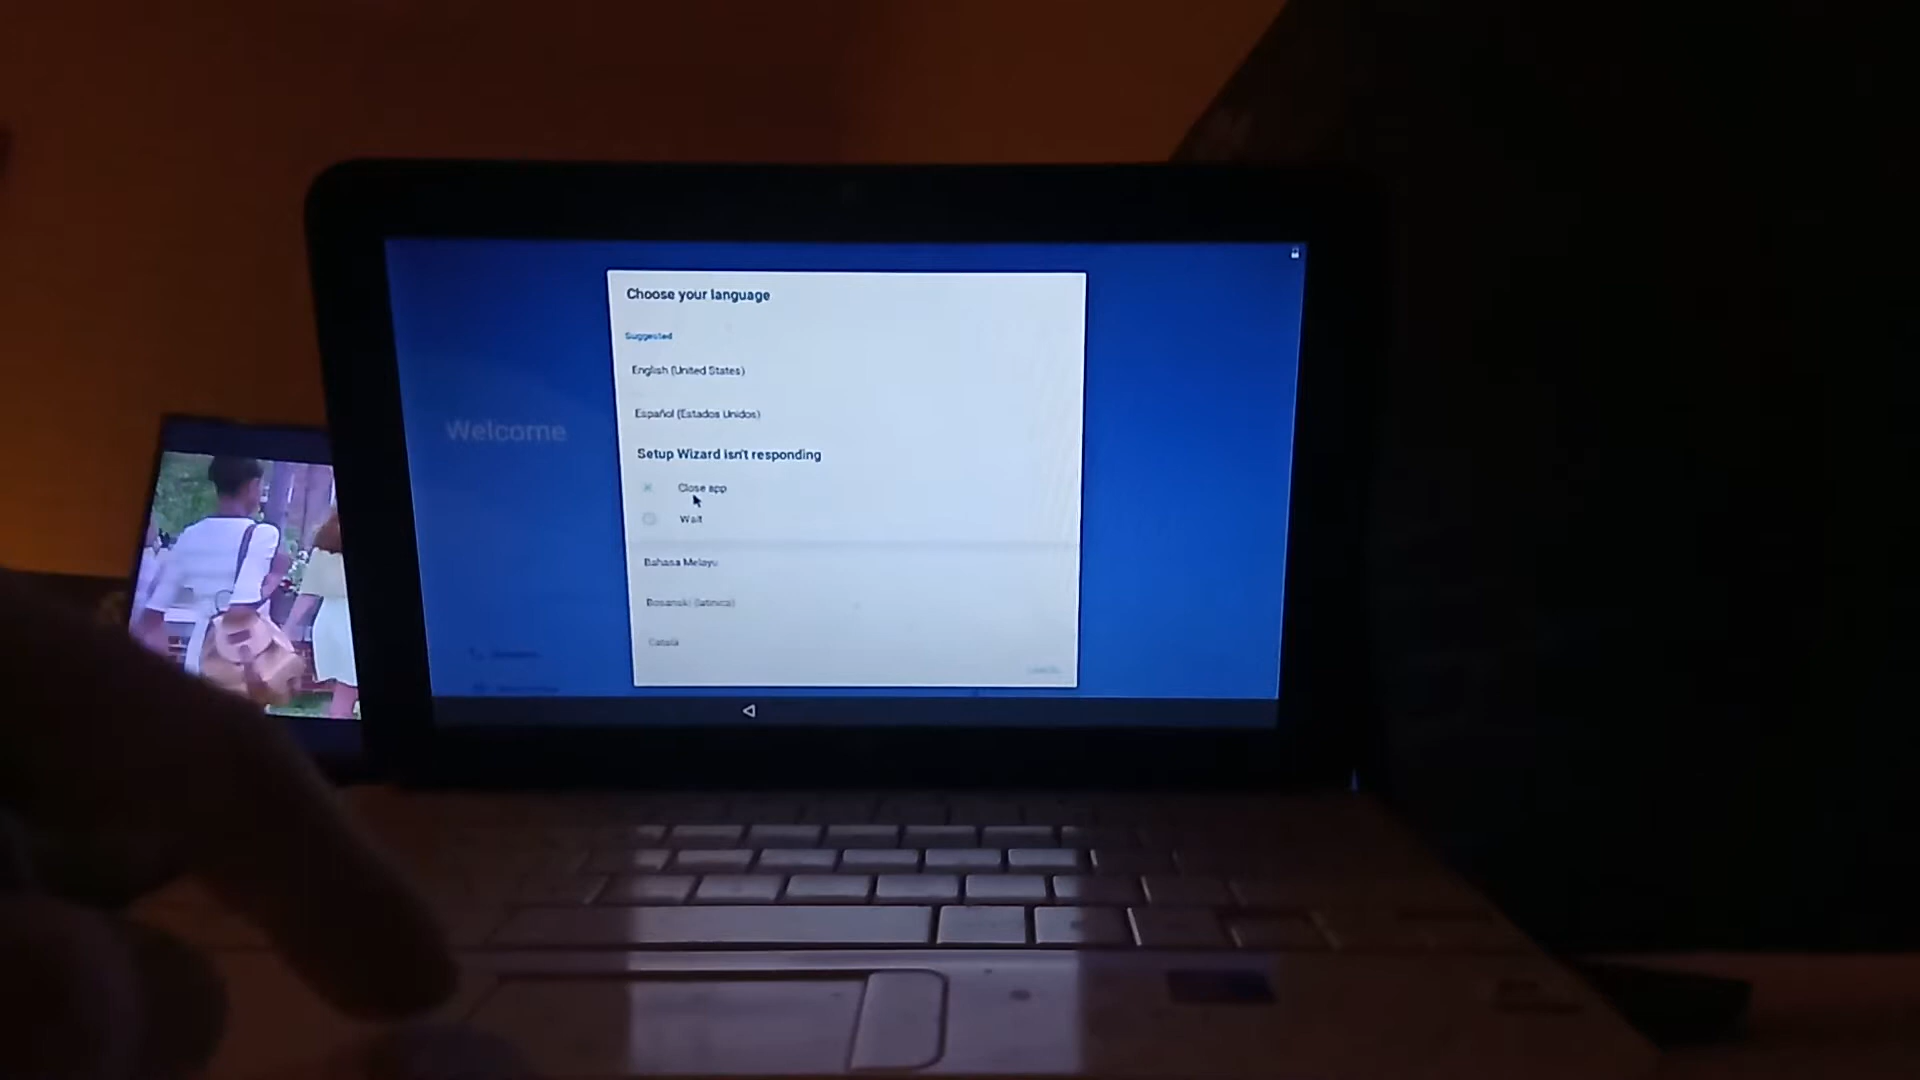 Choose your language
Suggested
English (United States)
Español (Estados Unidos)
Welcome
Setup Wizard isn't responding
Close app
Wait
Bahasa Melayu
Bosanski (latinica)
Català